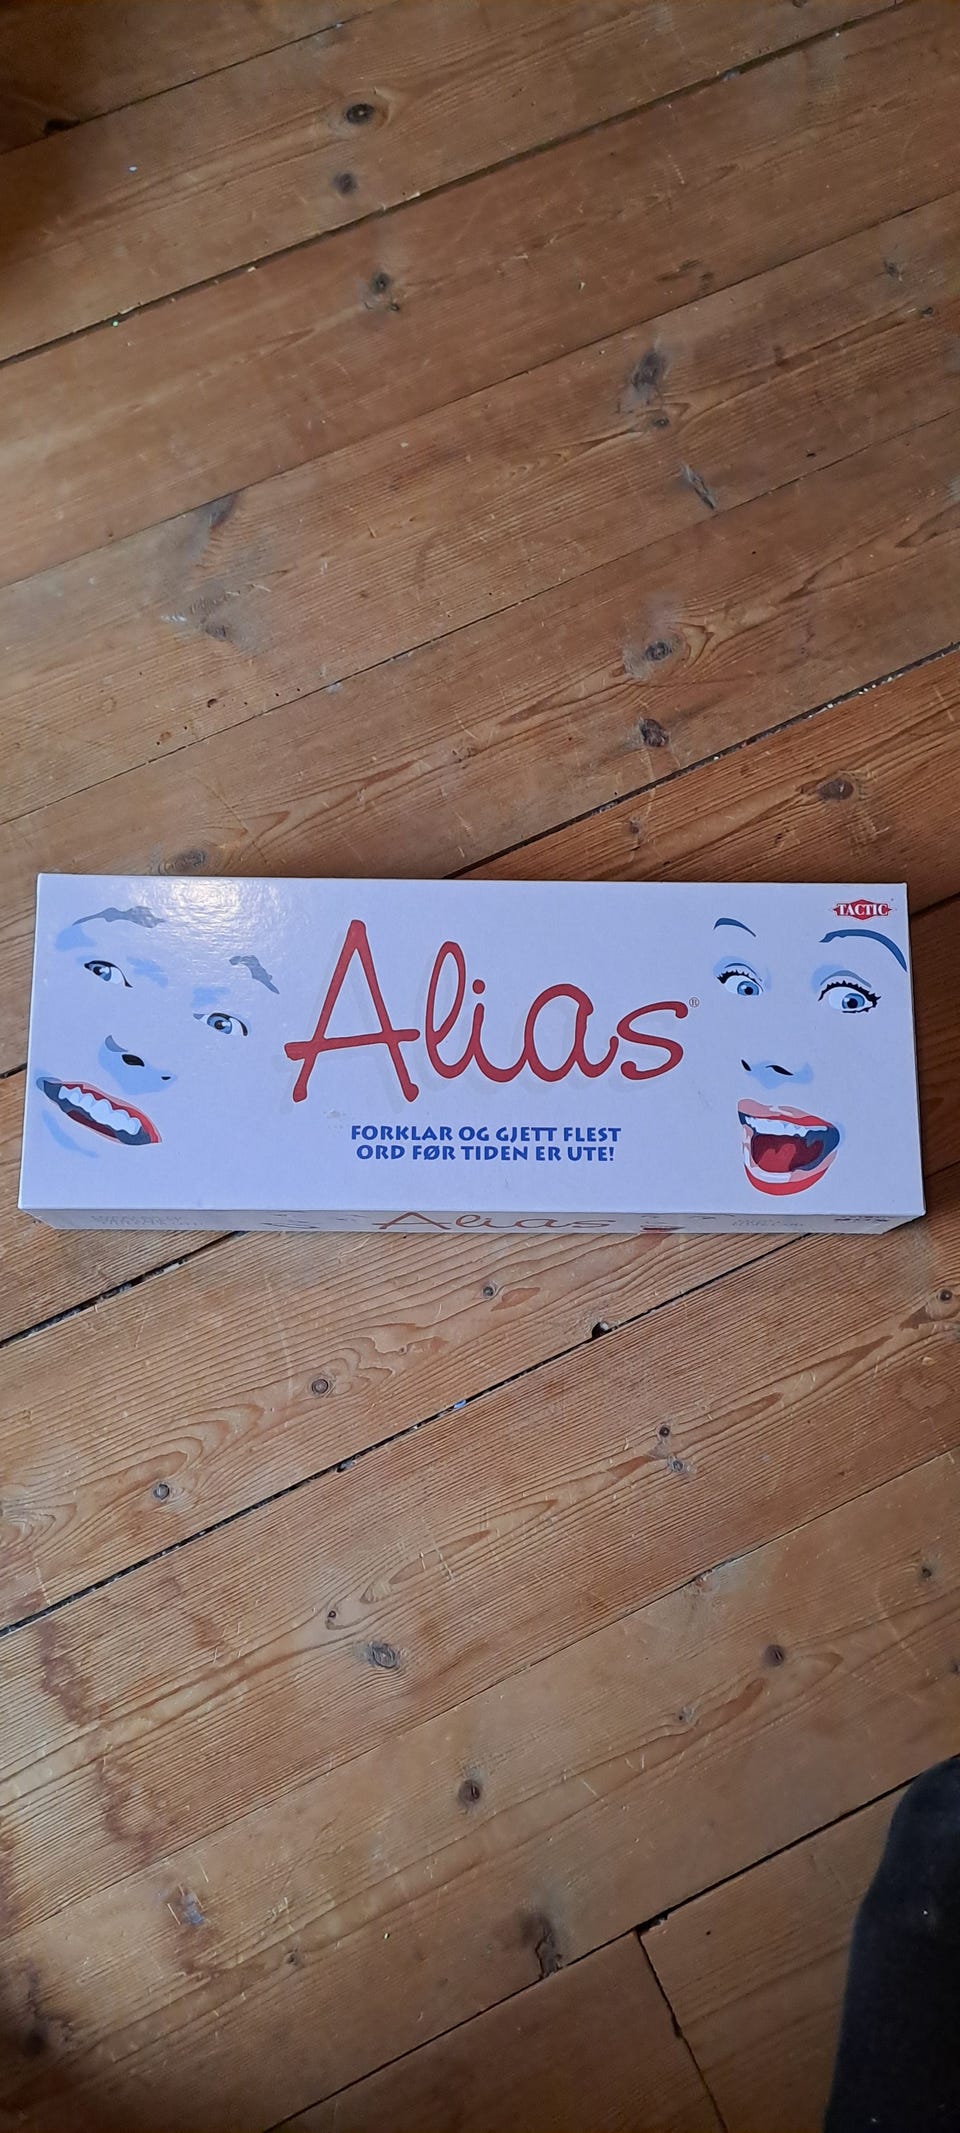 TACTIC
Alias®
FORKLAR OG GJETT FLEST
ORD FØR TIDEN ER UTE!
Alias